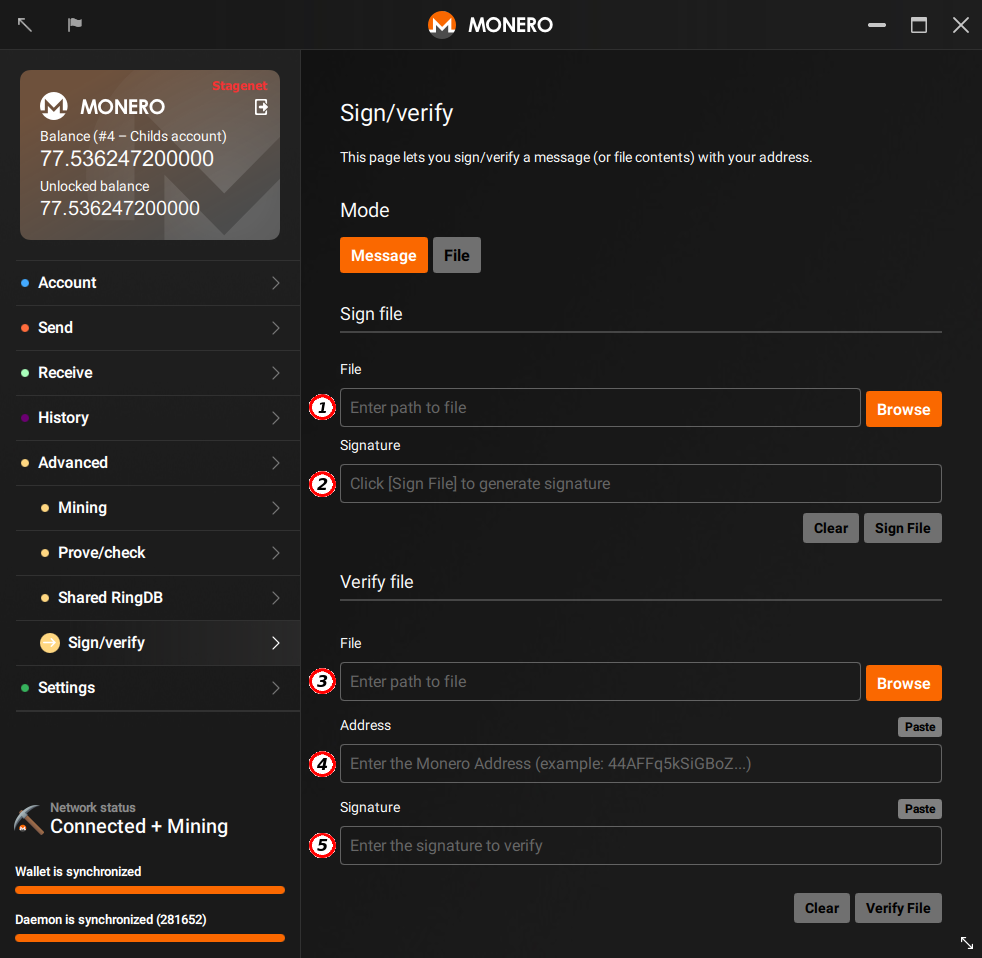 MONERO
Stagenet
MONERO
Balance (#4 – Childs account)
77.536247200000
Unlocked balance
77.536247200000
Account
Send
Receive
History
Advanced
Mining
Prove/check
Shared RingDB
Sign/verify
Settings
Network status
Connected + Mining
Wallet is synchronized
Daemon is synchronized (281652)
Sign/verify
This page lets you sign/verify a message (or file contents) with your address.
Mode
Message File
Sign file
File
1 Enter path to file Browse
Signature
2 Click [Sign File] to generate signature
Clear Sign File
Verify file
File
3 Enter path to file Browse
Address Paste
4 Enter the Monero Address (example: 44AFFq5kSiGBoZ...)
Signature Paste
5 Enter the signature to verify
Clear Verify File